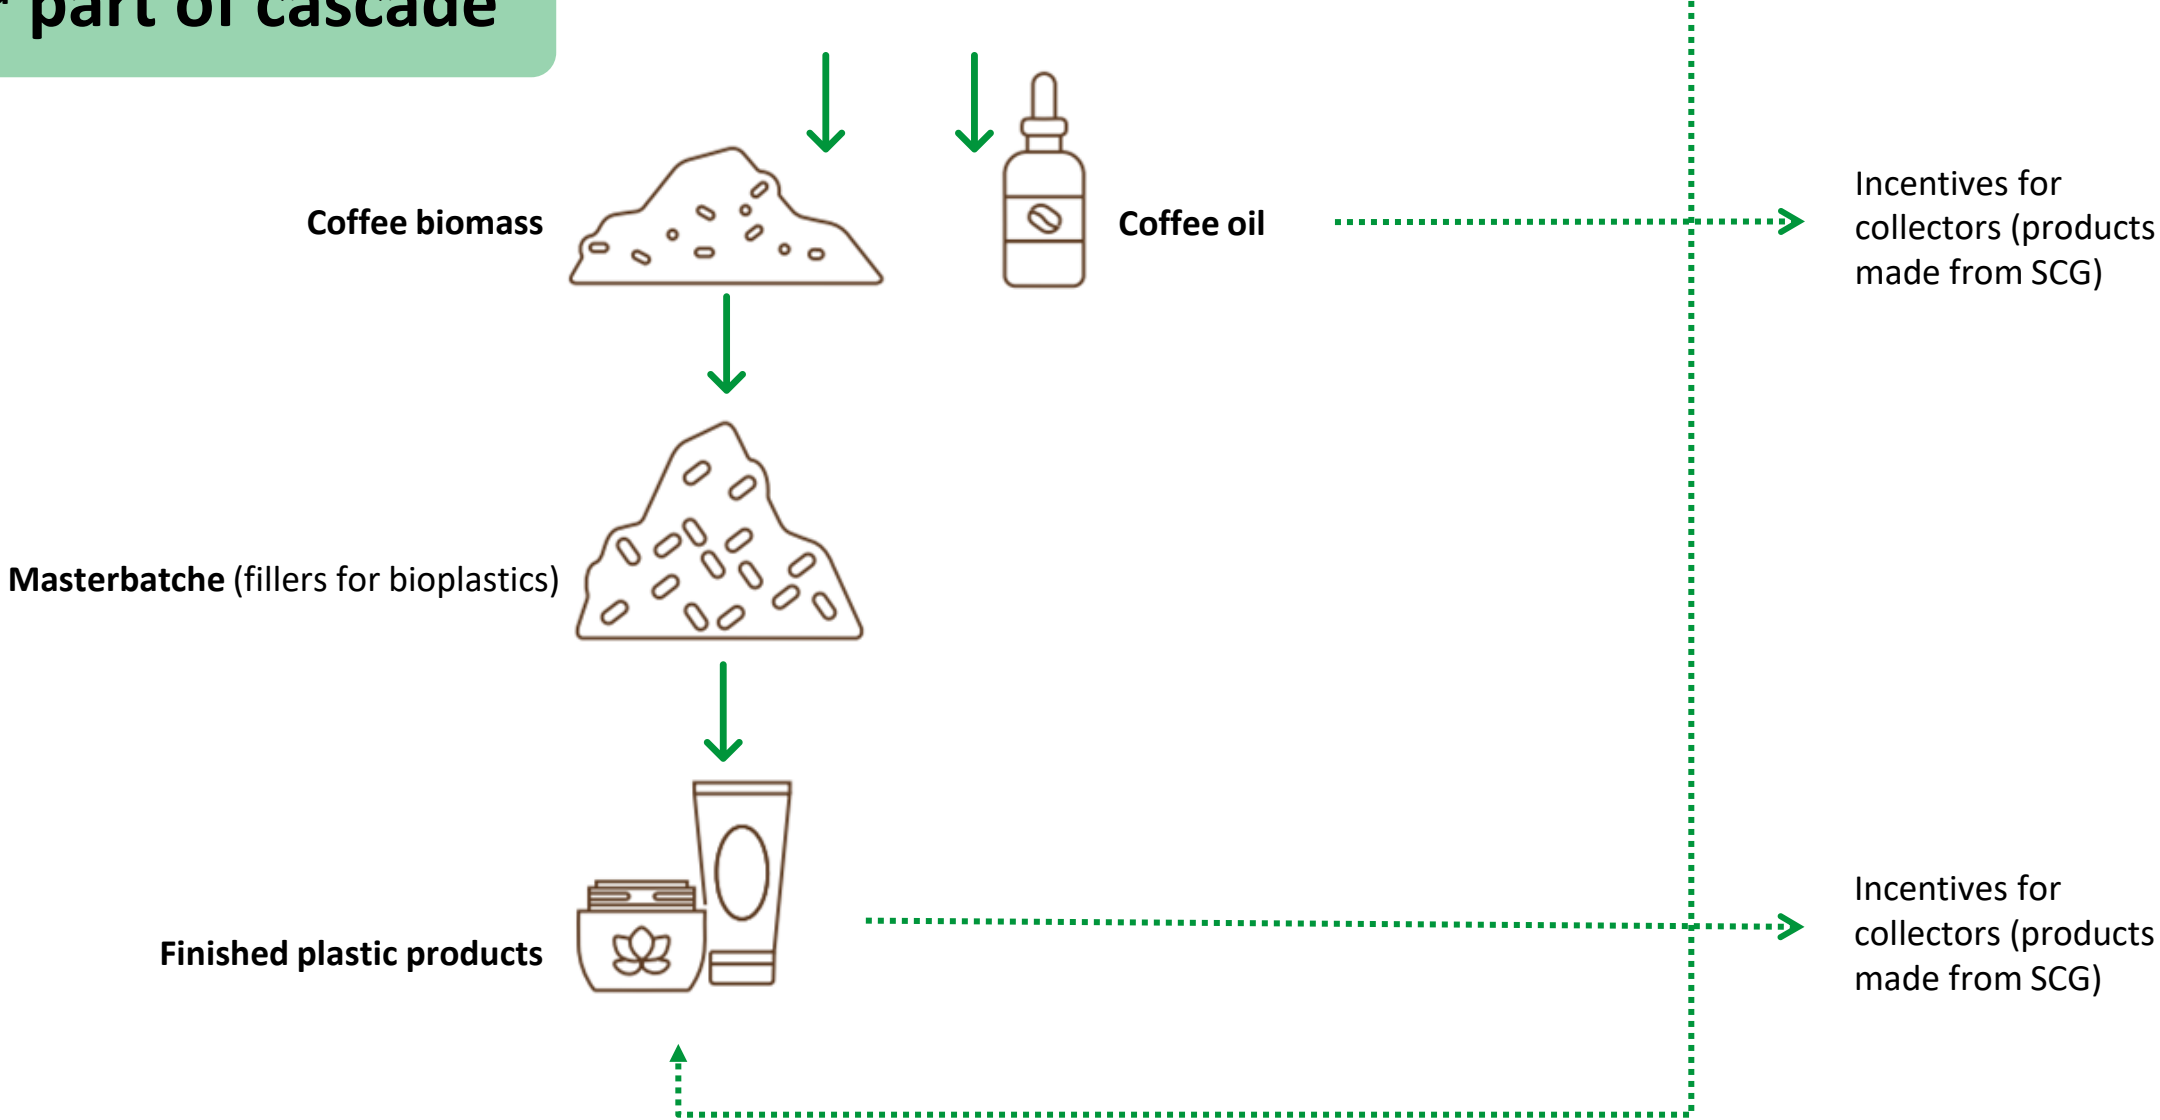 part of cascade
Coffee biomass
Coffee oil
Incentives for
collectors (products
made from SCG)
Masterbatche (fillers for bioplastics)
Finished plastic products
Incentives for
collectors (products
made from SCG)